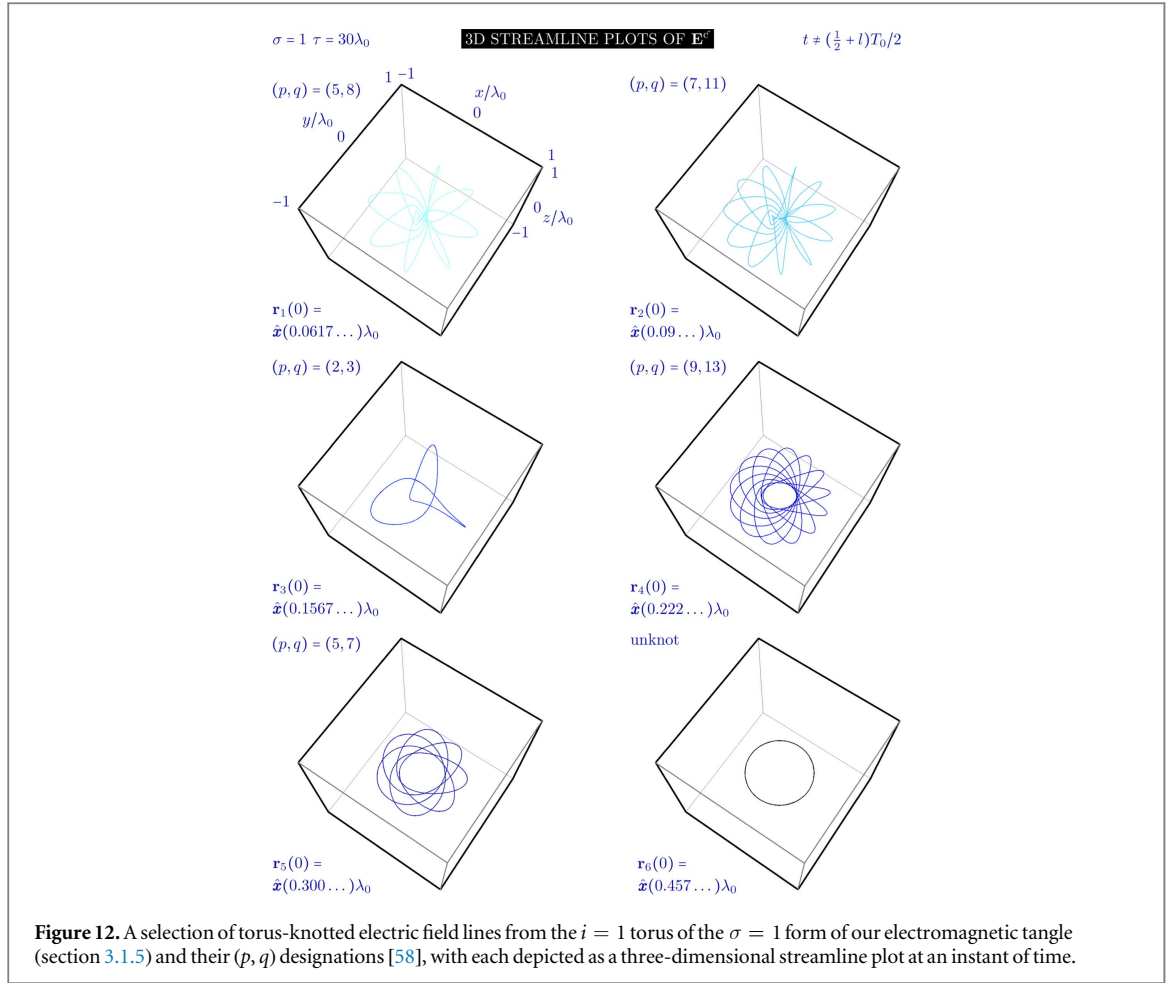 σ = 1 τ = 30λ₀
3D STREAMLINE PLOTS OF E^c′
t ≠ (1/2 + l)T₀/2
(p, q) = (5, 8)
1 −1
x/λ₀
0
y/λ₀
0
−1
1
1
0
z/λ₀
−1
r₁(0) =
x̂(0.0617…)λ₀
(p, q) = (7, 11)
r₂(0) =
x̂(0.09…)λ₀
(p, q) = (2, 3)
r₃(0) =
x̂(0.1567…)λ₀
(p, q) = (9, 13)
r₄(0) =
x̂(0.222…)λ₀
(p, q) = (5, 7)
r₅(0) =
x̂(0.300…)λ₀
unknot
r₆(0) =
x̂(0.457…)λ₀
Figure 12. A selection of torus-knotted electric field lines from the i = 1 torus of the σ = 1 form of our electromagnetic tangle
(section 3.1.5) and their (p, q) designations [58], with each depicted as a three-dimensional streamline plot at an instant of time.